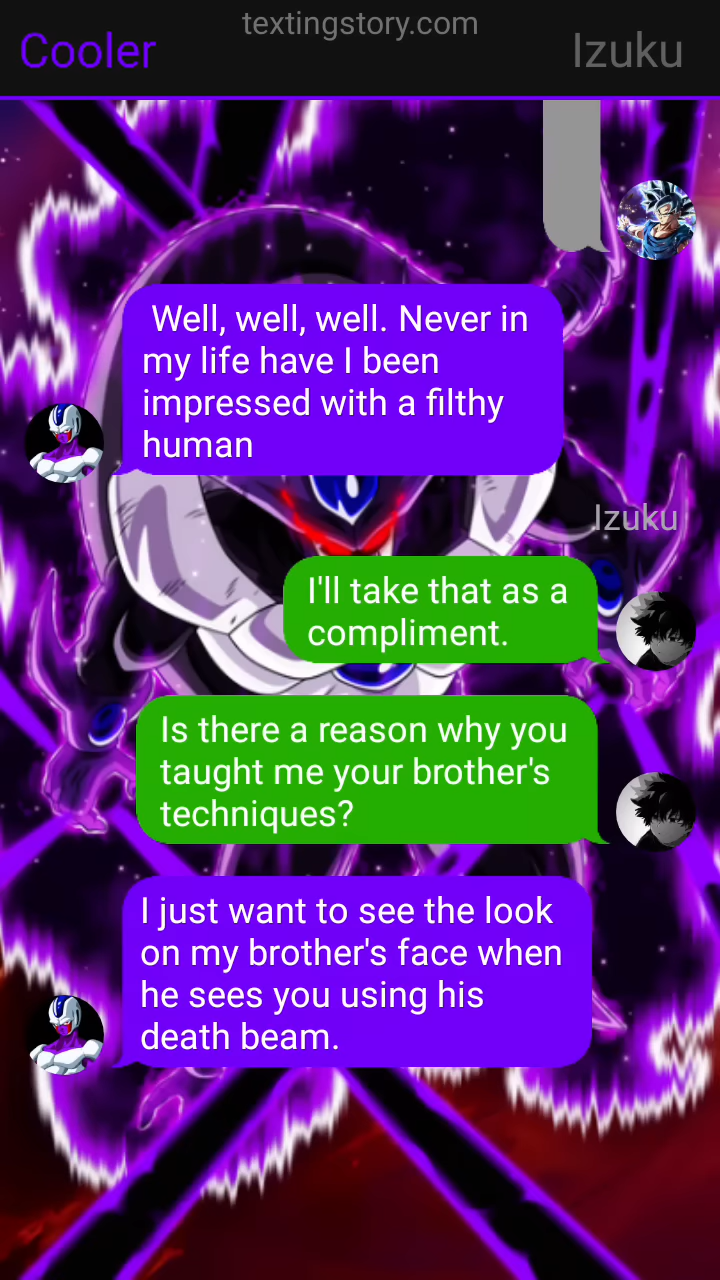 textingstory.com
Cooler
Izuku
Well, well, well. Never in
my life have I been
impressed with a filthy
human
Izuku
I'll take that as a
compliment.
Is there a reason why you
taught me your brother's
techniques?
I just want to see the look
on my brother's face when
he sees you using his
death beam.